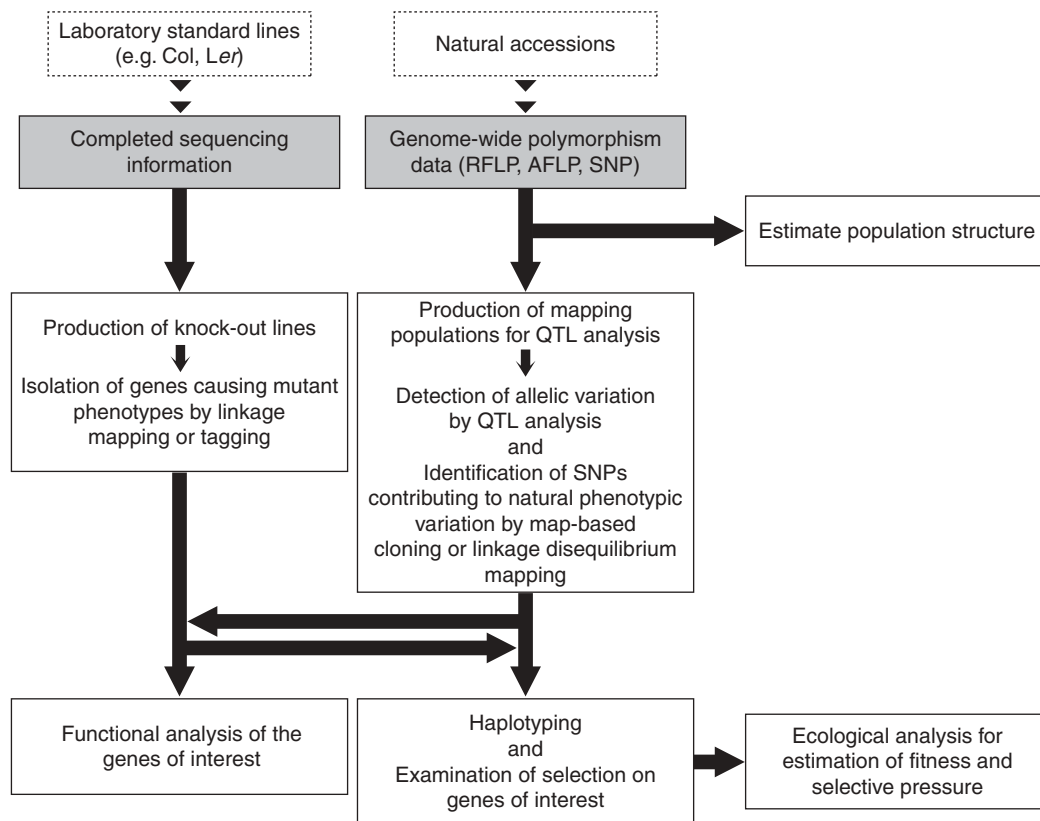 Laboratory standard lines
(e.g. Col, Ler)
Natural accessions
Completed sequencing
information
Genome-wide polymorphism
data (RFLP, AFLP, SNP)
Estimate population structure
Production of knock-out lines
Isolation of genes causing mutant
phenotypes by linkage
mapping or tagging
Production of mapping
populations for QTL analysis
Detection of allelic variation
by QTL analysis
and
Identification of SNPs
contributing to natural phenotypic
variation by map-based
cloning or linkage disequilibrium
mapping
Functional analysis of the
genes of interest
Haplotyping
and
Examination of selection on
genes of interest
Ecological analysis for
estimation of fitness and
selective pressure